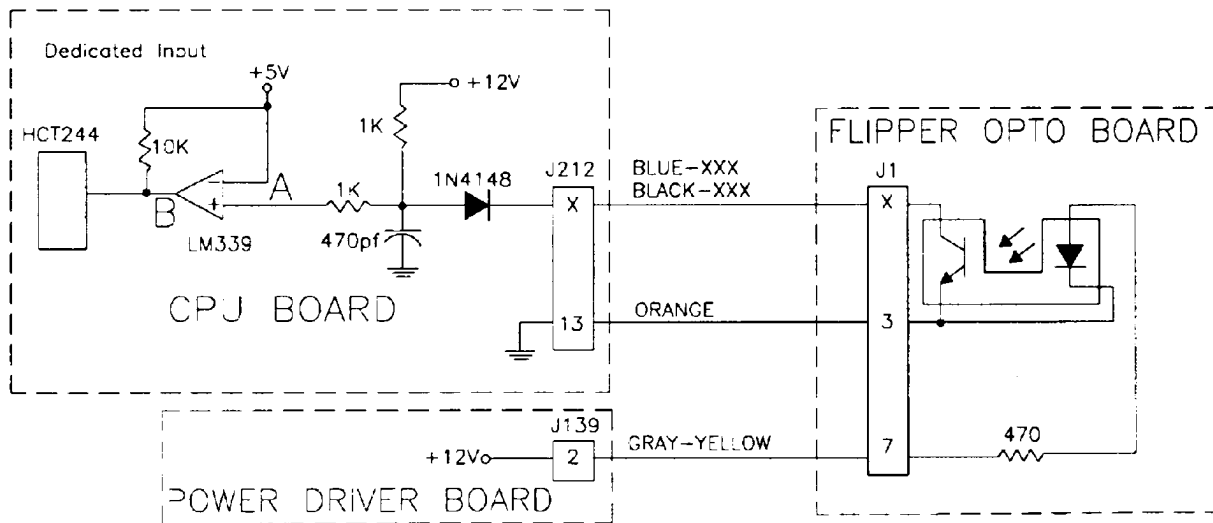 Dedicated Input
+5V
+12V
HCT244
10K
1K
A
1K
1N4148
J212
BLUE-XXX
BLACK-XXX
FLIPPER OPTO BOARD
J1
X
X
-
+
B
LM339
470pf
CPU BOARD
13
ORANGE
3
J139
+12V
2
GRAY-YELLOW
7
470
POWER DRIVER BOARD